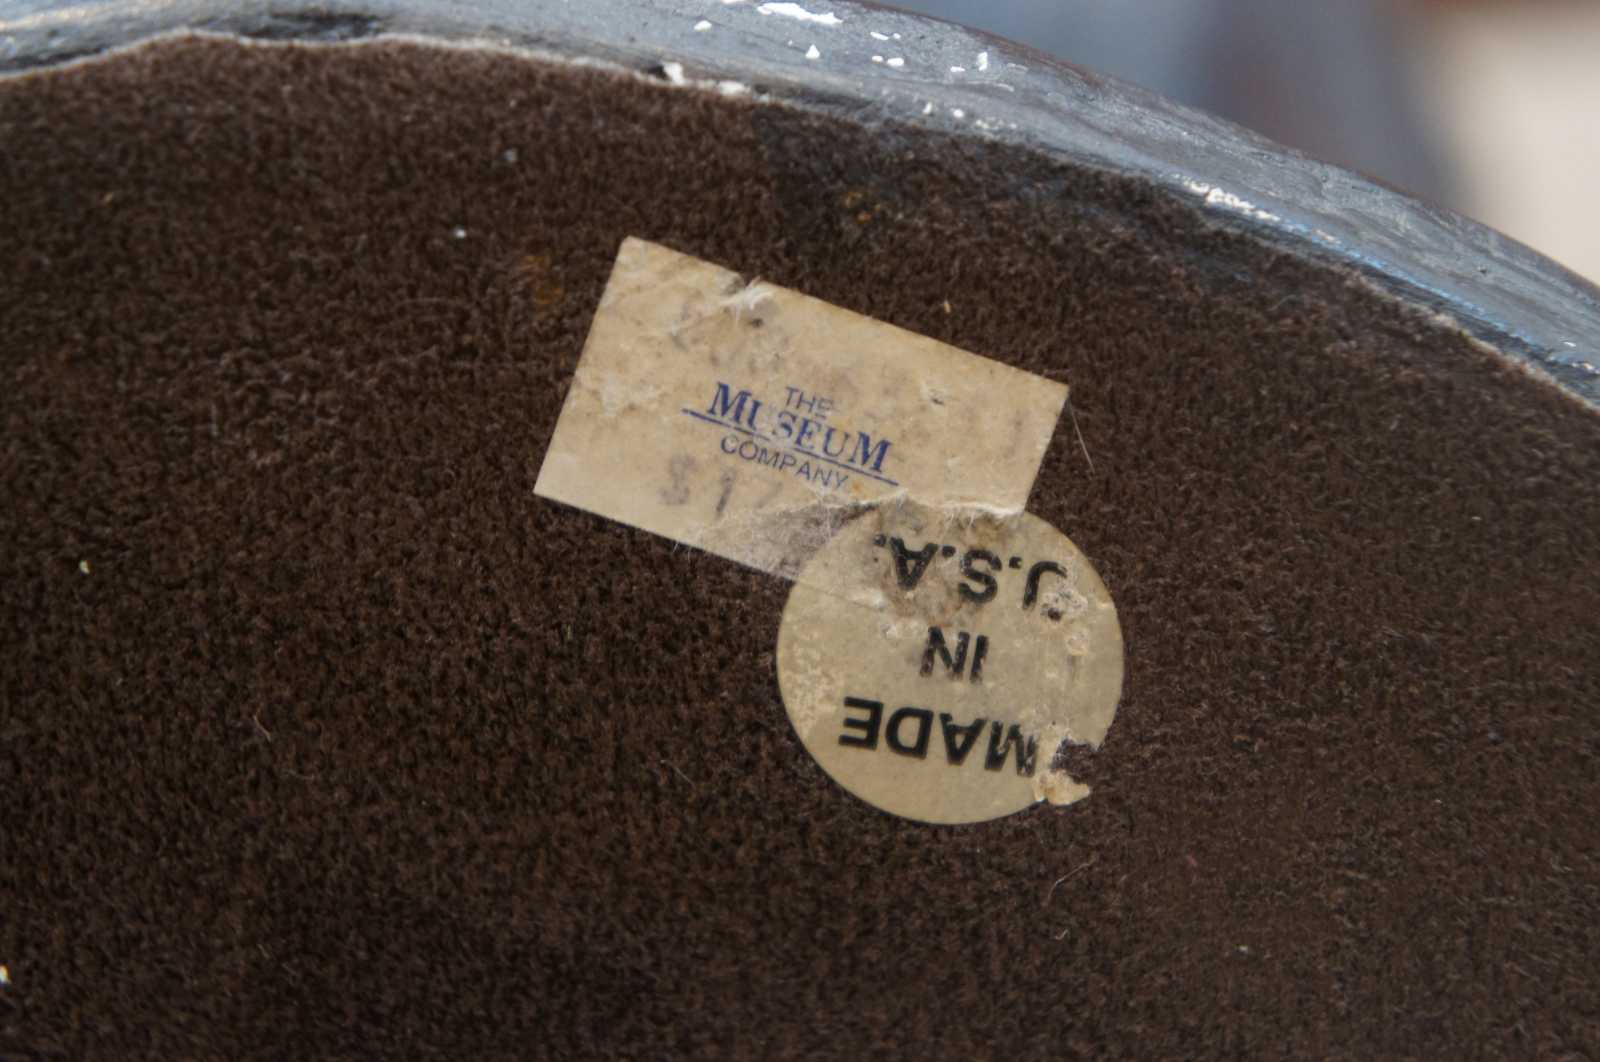 THE
MUSEUM
COMPANY
MADE
IN
U.S.A.